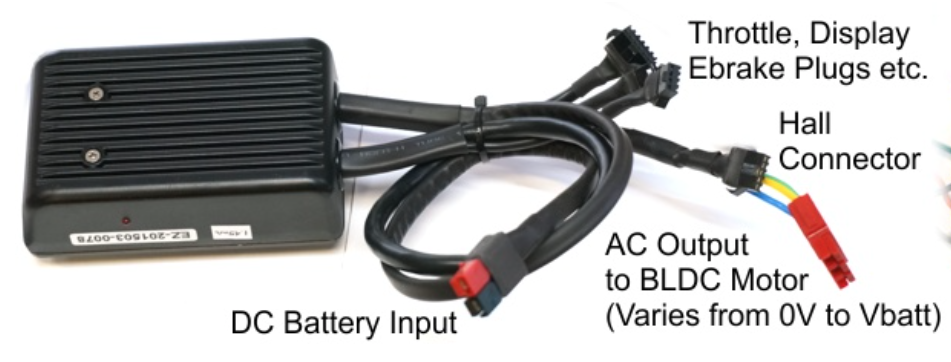 Throttle, Display
Ebrake Plugs etc.
Hall
Connector
AC Output
to BLDC Motor
(Varies from 0V to Vbatt)
DC Battery Input
EZ-201503-0078